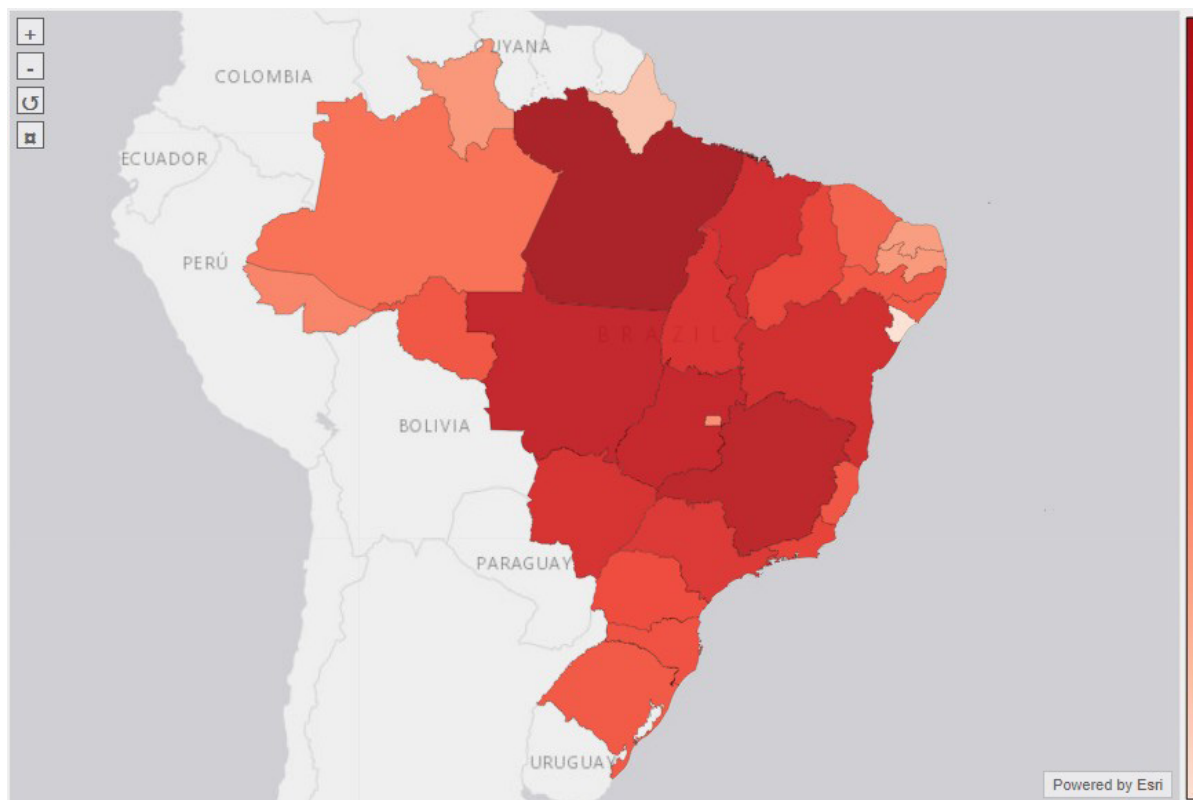 +
-
↺
¤
GUYANA
COLOMBIA
ECUADOR
PERÚ
BRAZIL
BOLIVIA
PARAGUAY
URUGUAY
Powered by Esri